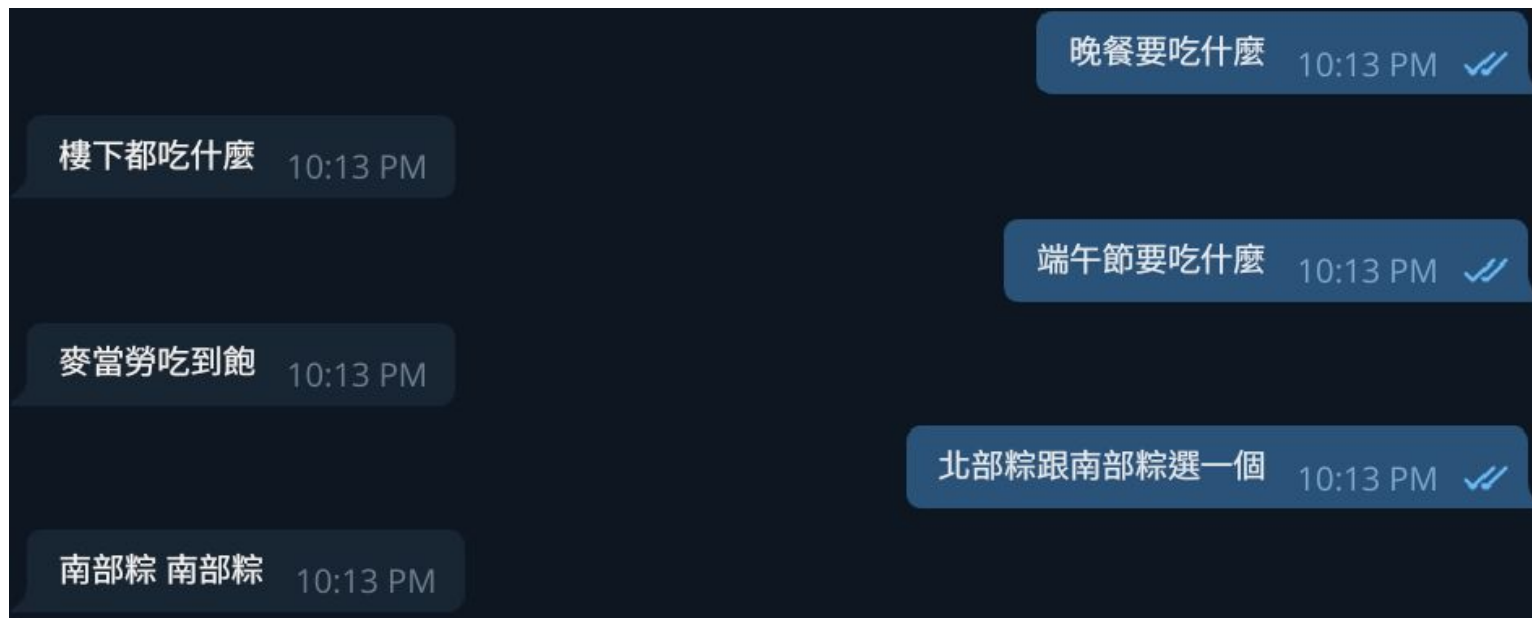 晚餐要吃什麼 10:13 PM
樓下都吃什麼 10:13 PM
端午節要吃什麼 10:13 PM
麥當勞吃到飽 10:13 PM
北部粽跟南部粽選一個 10:13 PM
南部粽 南部粽 10:13 PM